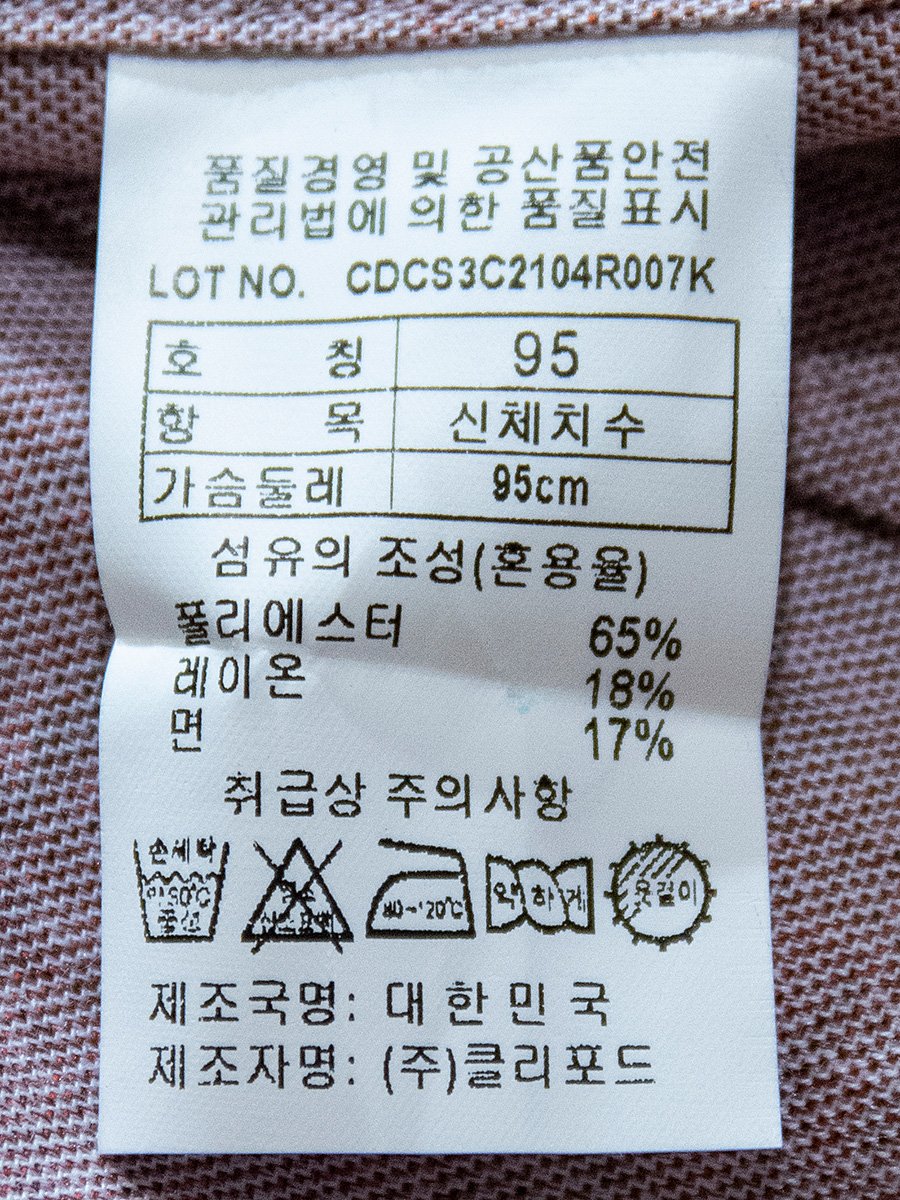 품질경영 및 공산품안전
관리법에 의한 품질표시
LOT NO. CDCS3C2104R007K
호 칭 95
항 목 신체치수
가슴둘레 95cm
섬유의 조성(혼용율)
폴리에스터 65%
레이온 18%
면 17%
취급상 주의사항
손세탁
약하게
옷걸이
제조국명: 대한민국
제조자명: (주)클리포드